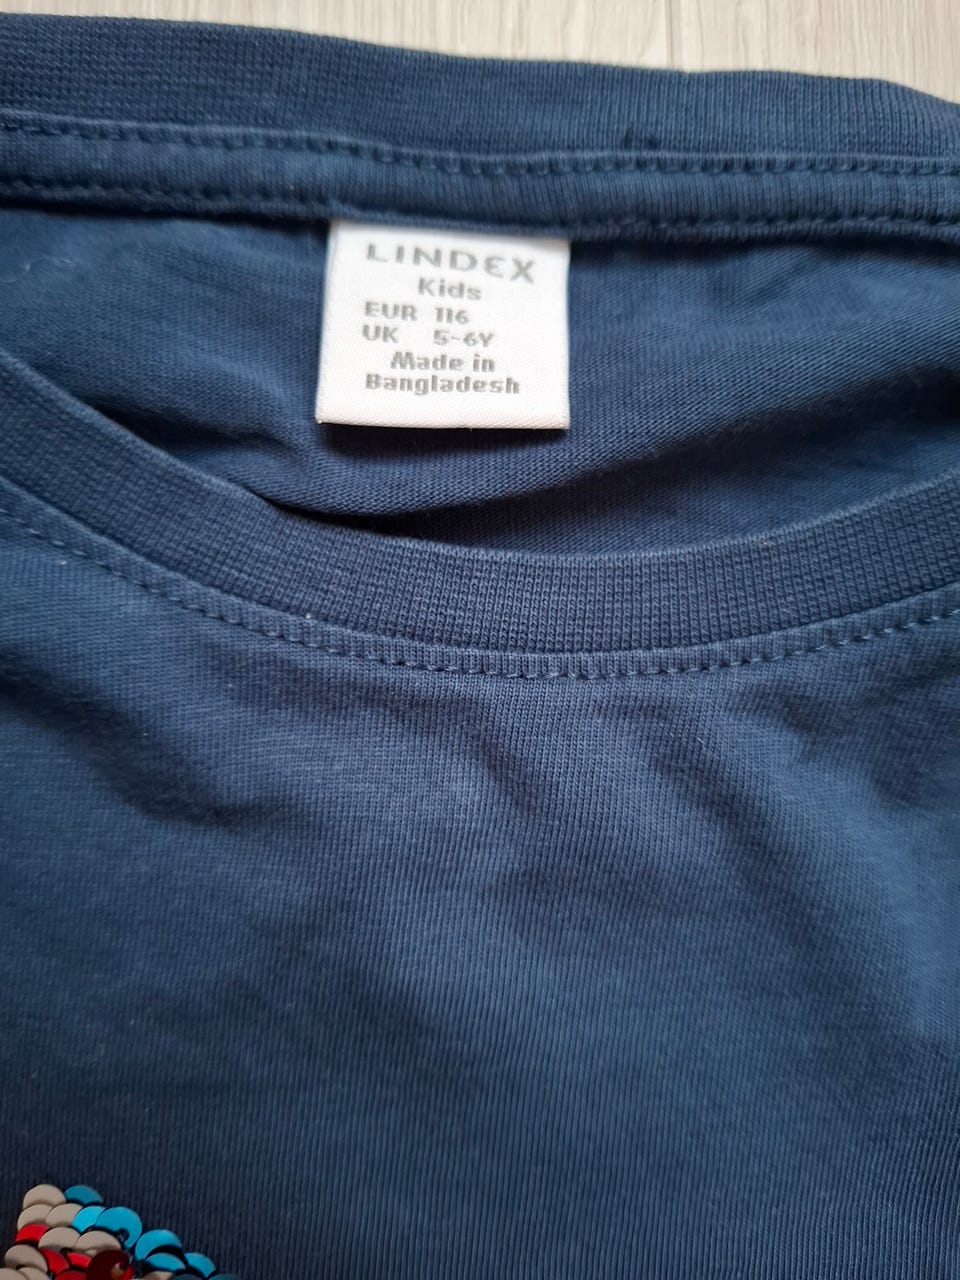 LINDEX
Kids
EUR 116
UK 5-6Y
Made in
Bangladesh